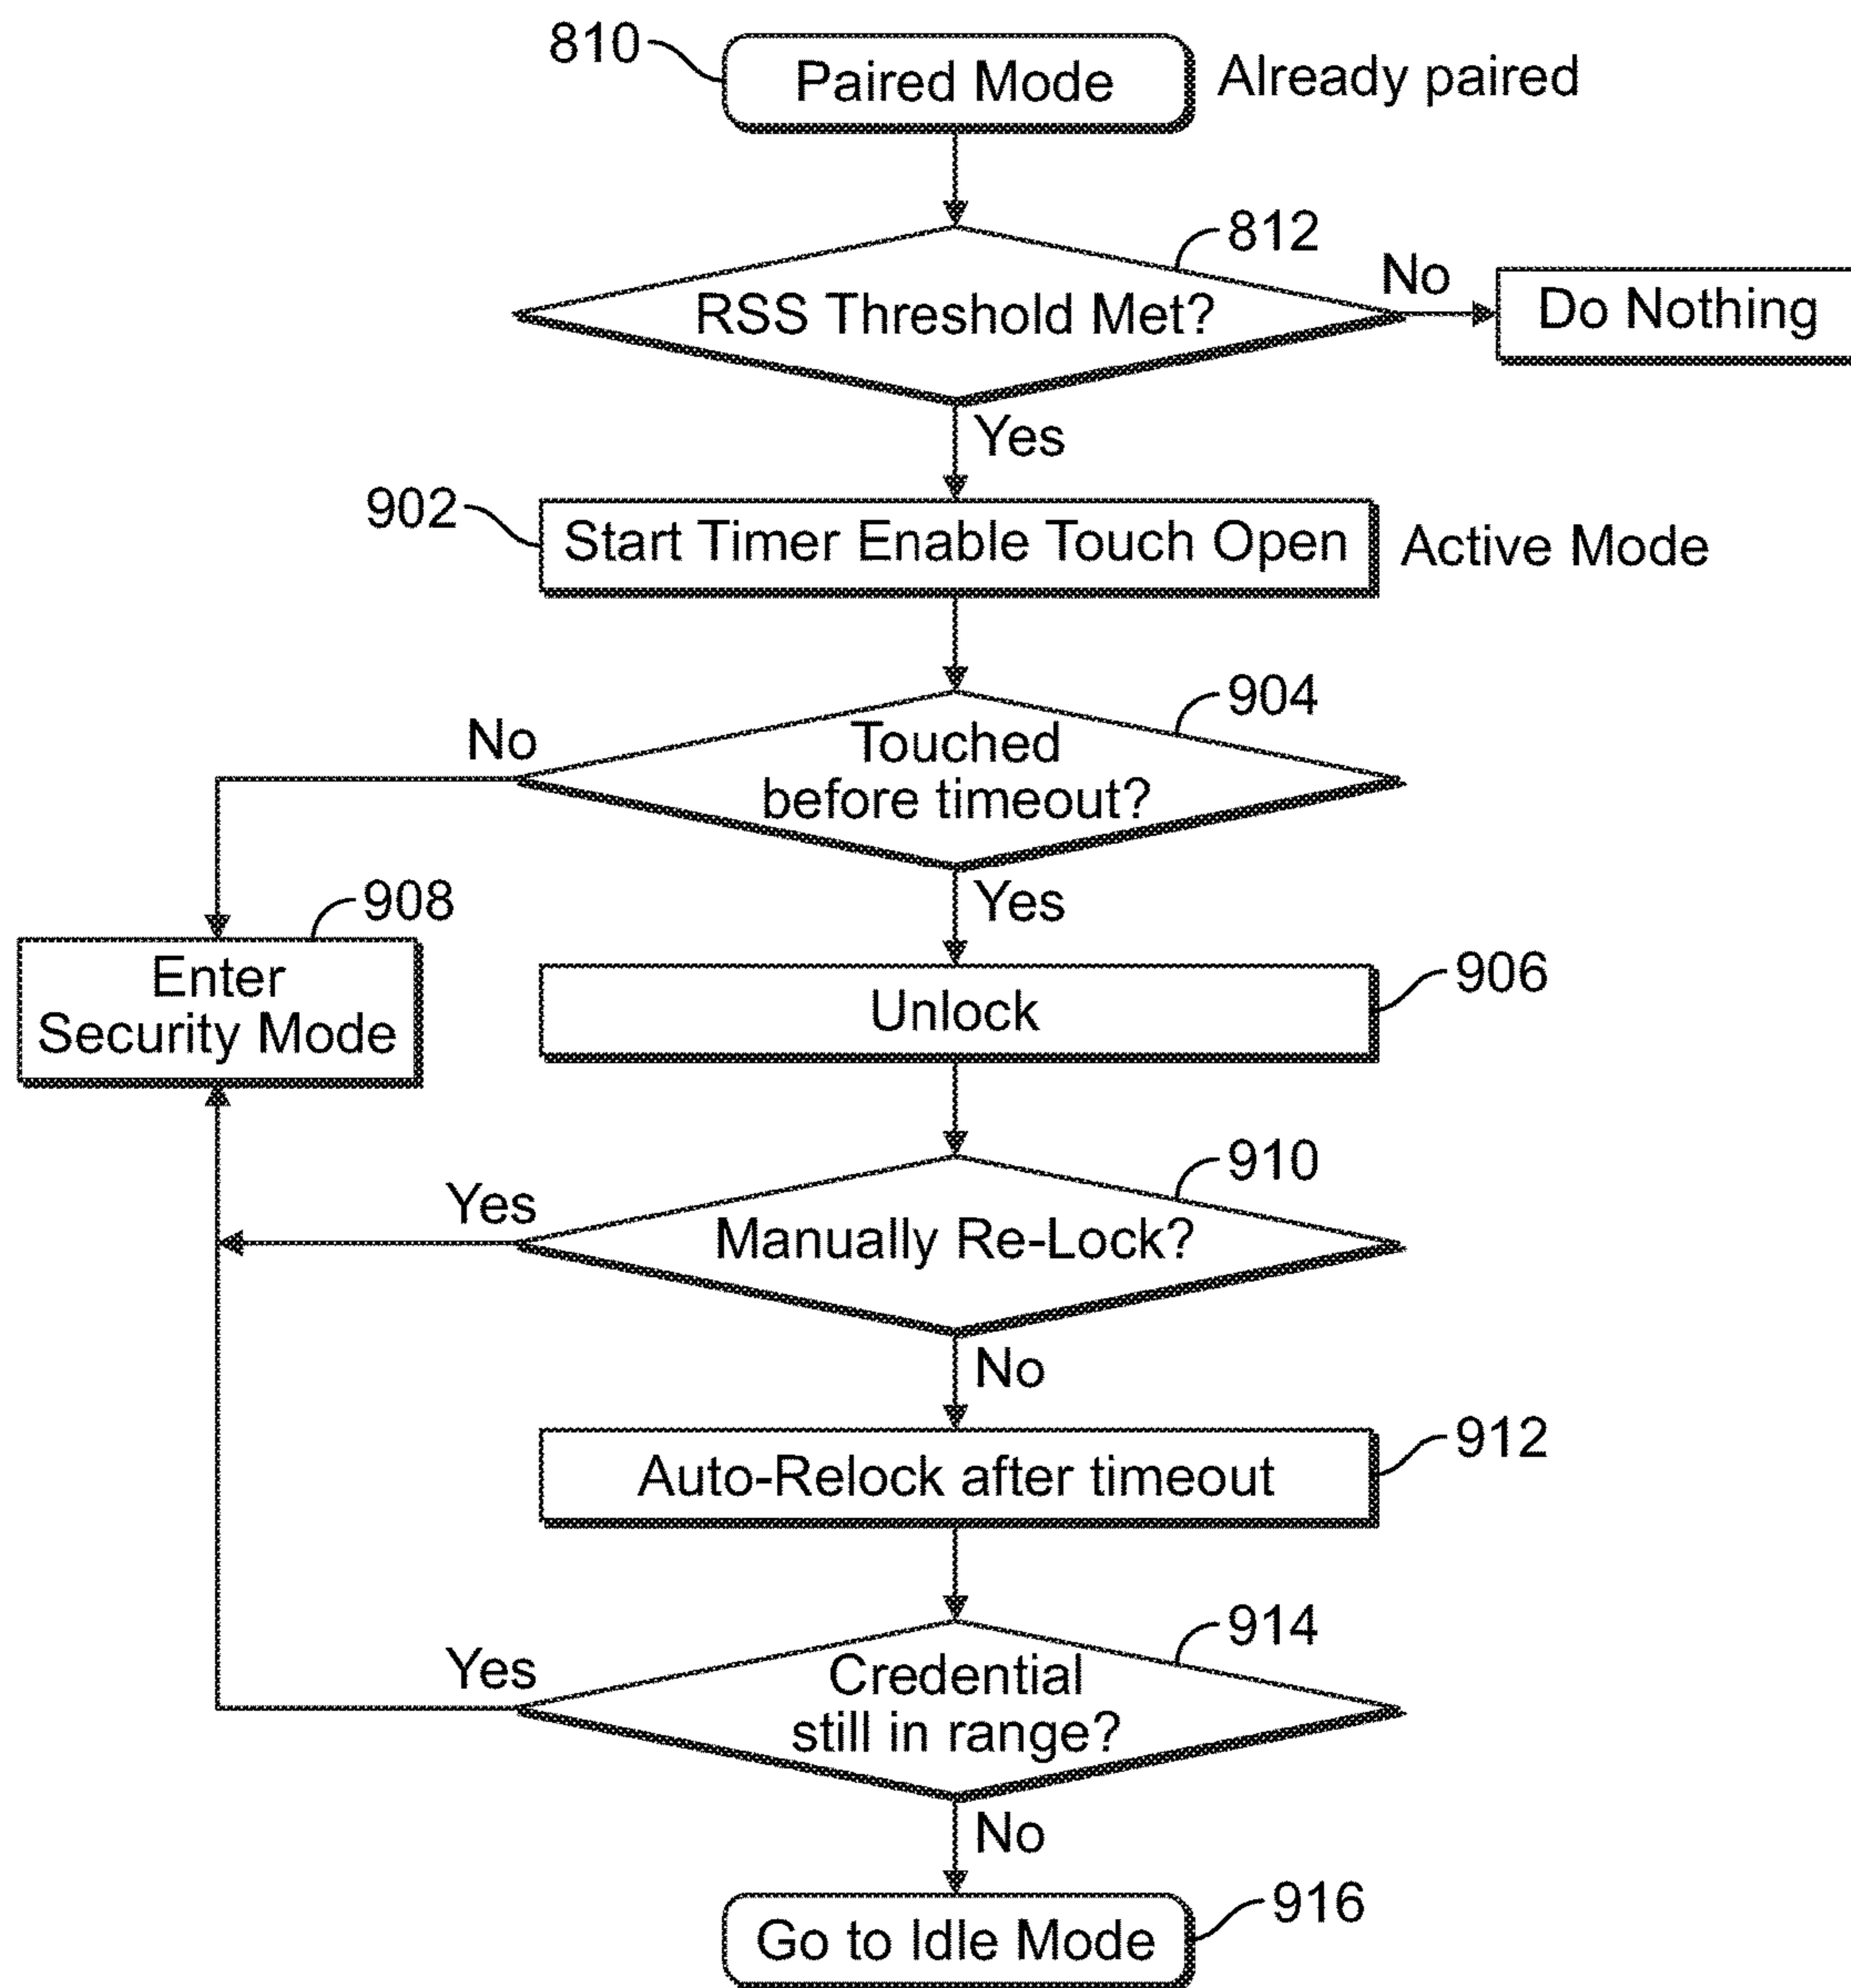 810
Paired Mode
Already paired
812
RSS Threshold Met?
No
Do Nothing
Yes
902
Start Timer Enable Touch Open
Active Mode
904
No
Touched
before timeout?
Yes
908
Enter
Security Mode
906
Unlock
910
Yes
Manually Re-Lock?
No
912
Auto-Relock after timeout
914
Yes
Credential
still in range?
No
916
Go to Idle Mode